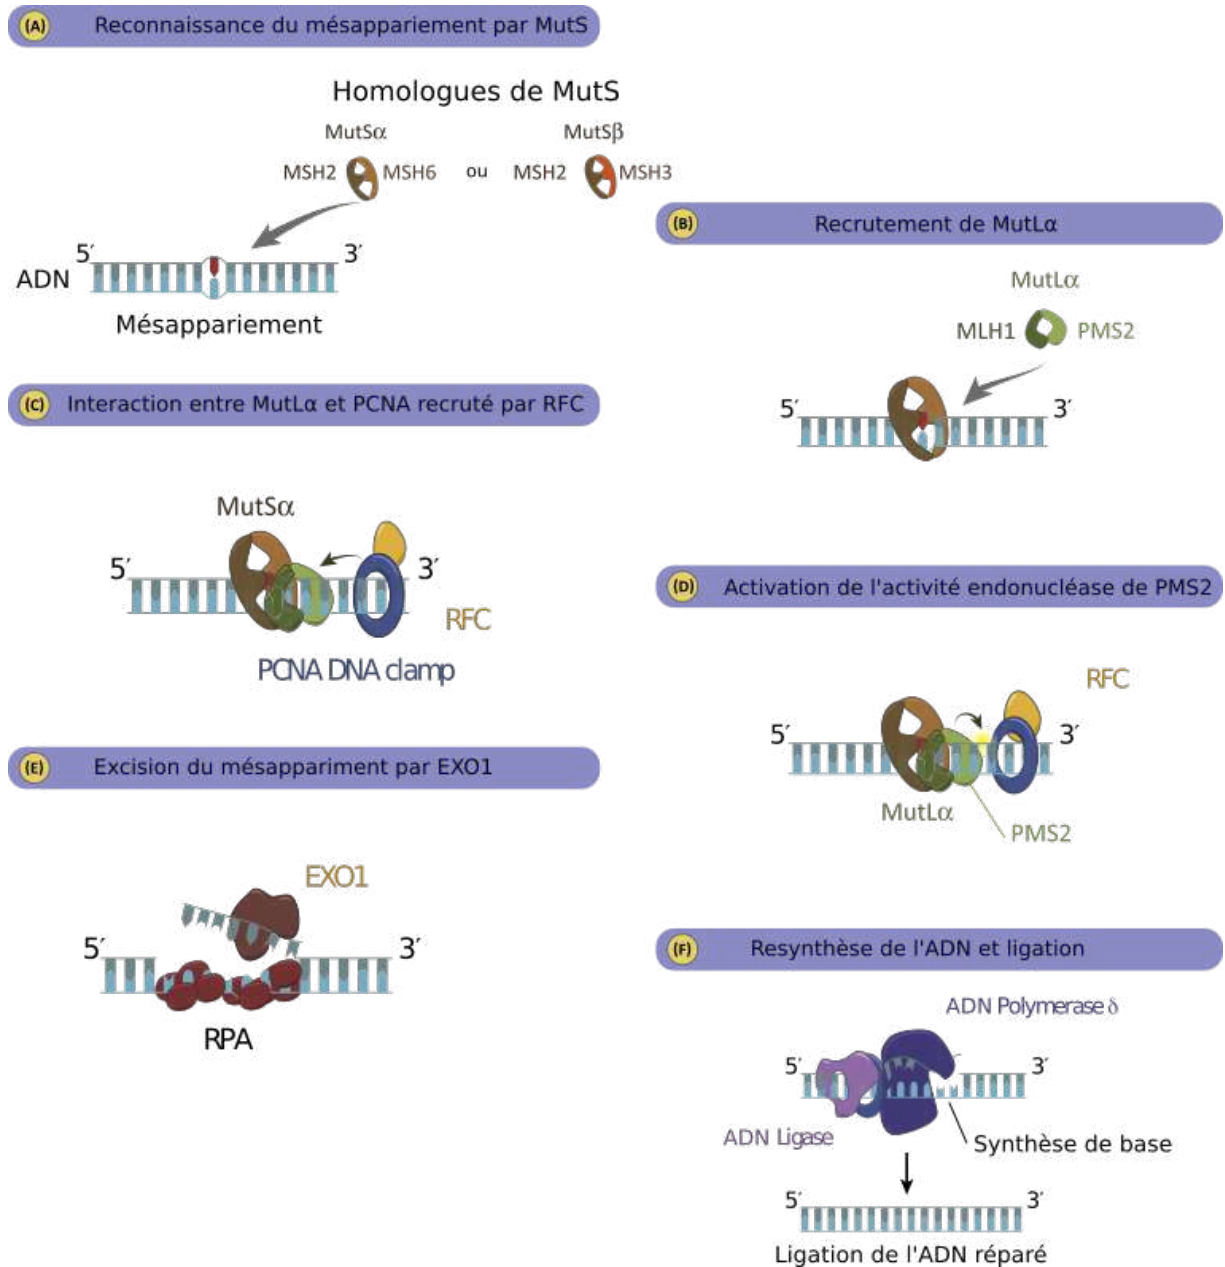 (A) Reconnaissance du mésappariement par MutS
Homologues de MutS
MutSα MutSβ
MSH2 MSH6 ou MSH2 MSH3
5′ 3′
ADN
Mésappariement
(B) Recrutement de MutLα
MutLα
MLH1 PMS2
5′ 3′
(C) Interaction entre MutLα et PCNA recruté par RFC
MutSα
5′ 3′
RFC
PCNA DNA clamp
(D) Activation de l'activité endonucléase de PMS2
RFC
5′ 3′
MutLα
PMS2
(E) Excision du mésappariment par EXO1
EXO1
5′ 3′
RPA
(F) Resynthèse de l'ADN et ligation
ADN Polymerase δ
5′ 3′
ADN Ligase
Synthèse de base
5′ 3′
Ligation de l'ADN réparé